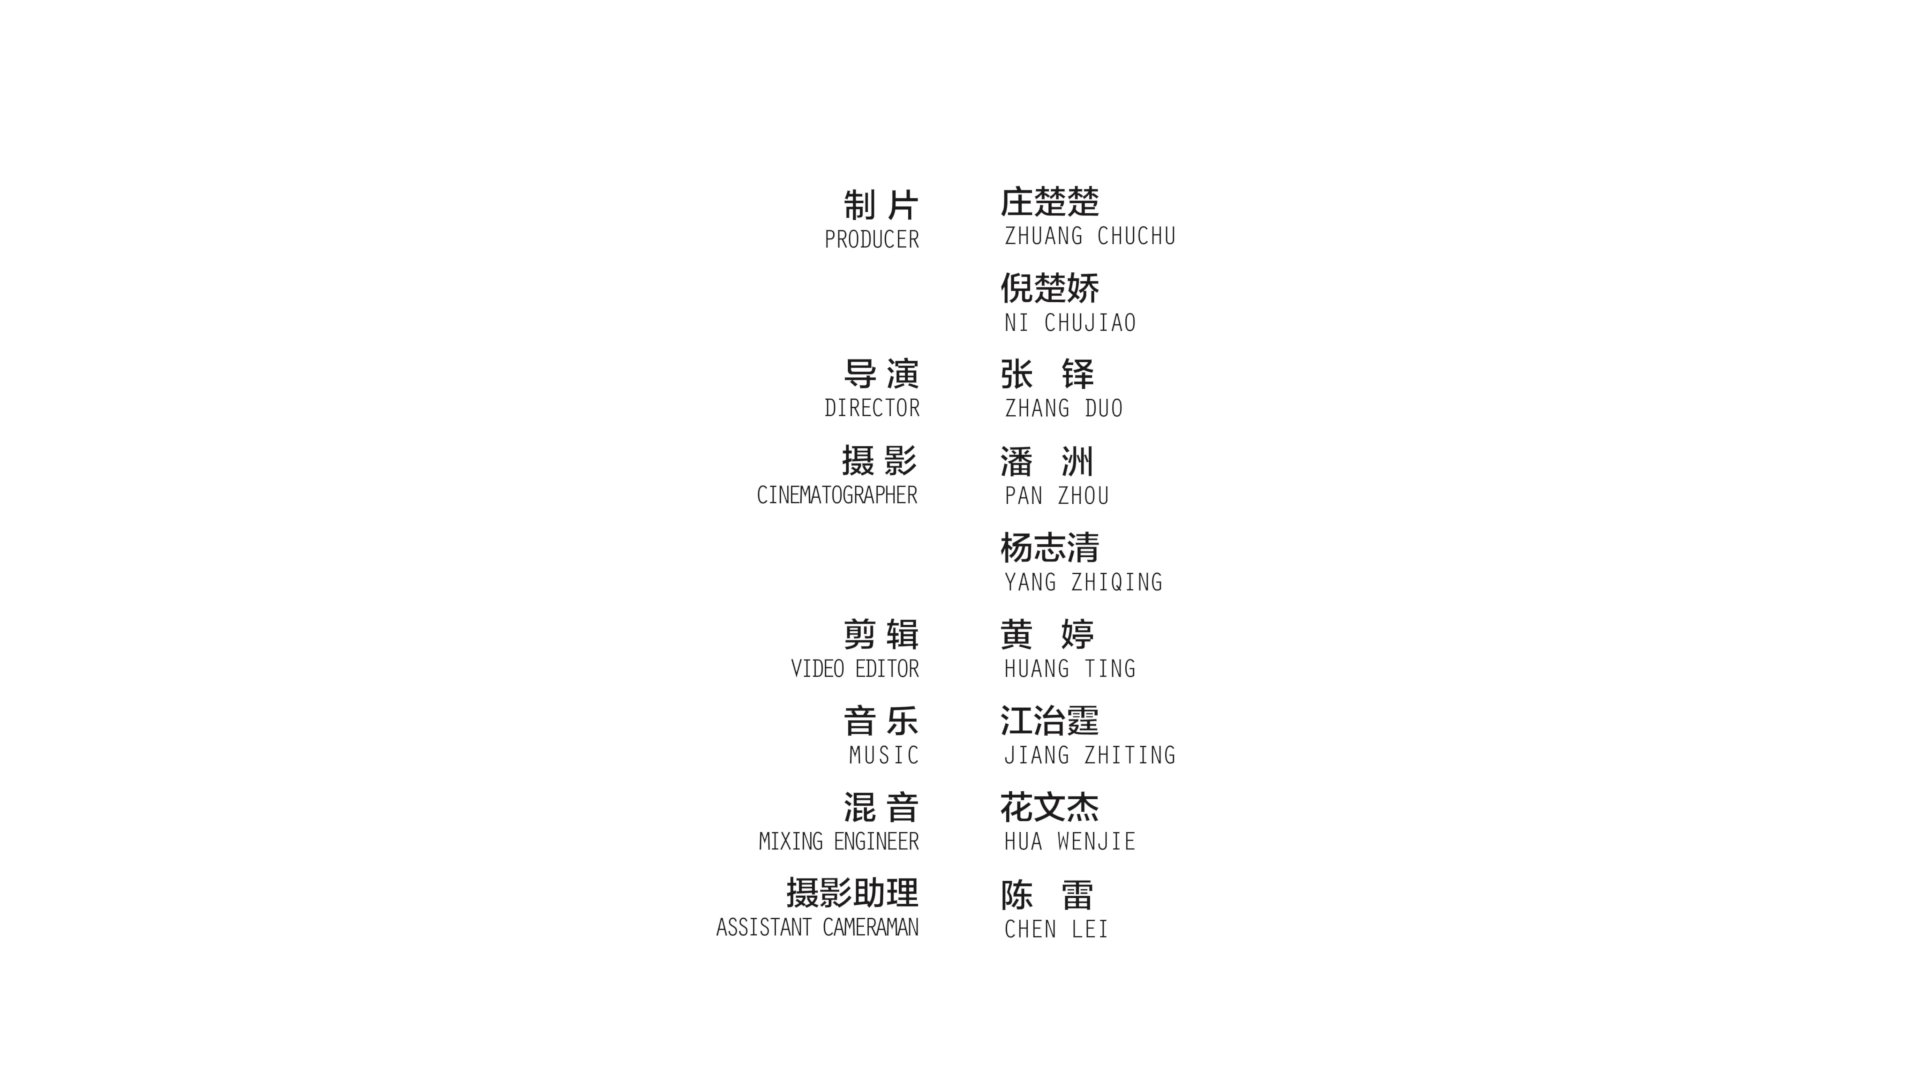 制 片 庄楚楚
PRODUCER ZHUANG CHUCHU
倪楚娇
NI CHUJIAO
导 演 张 铎
DIRECTOR ZHANG DUO
摄 影 潘 洲
CINEMATOGRAPHER PAN ZHOU
杨志清
YANG ZHIQING
剪 辑 黄 婷
VIDEO EDITOR HUANG TING
音 乐 江治霆
MUSIC JIANG ZHITING
混 音 花文杰
MIXING ENGINEER HUA WENJIE
摄影助理 陈 雷
ASSISTANT CAMERAMAN CHEN LEI